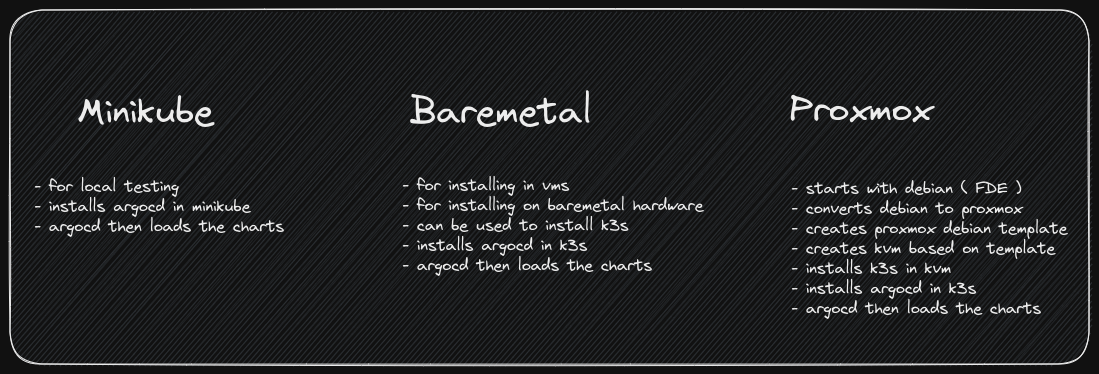 Minikube
- for local testing
- installs argocd in minikube
- argocd then loads the charts
Baremetal
- for installing in vms
- for installing on baremetal hardware
- can be used to install k3s
- installs argocd in k3s
- argocd then loads the charts
Proxmox
- starts with debian ( FDE )
- converts debian to proxmox
- creates proxmox debian template
- creates kvm based on template
- installs k3s in kvm
- installs argocd in k3s
- argocd then loads the charts